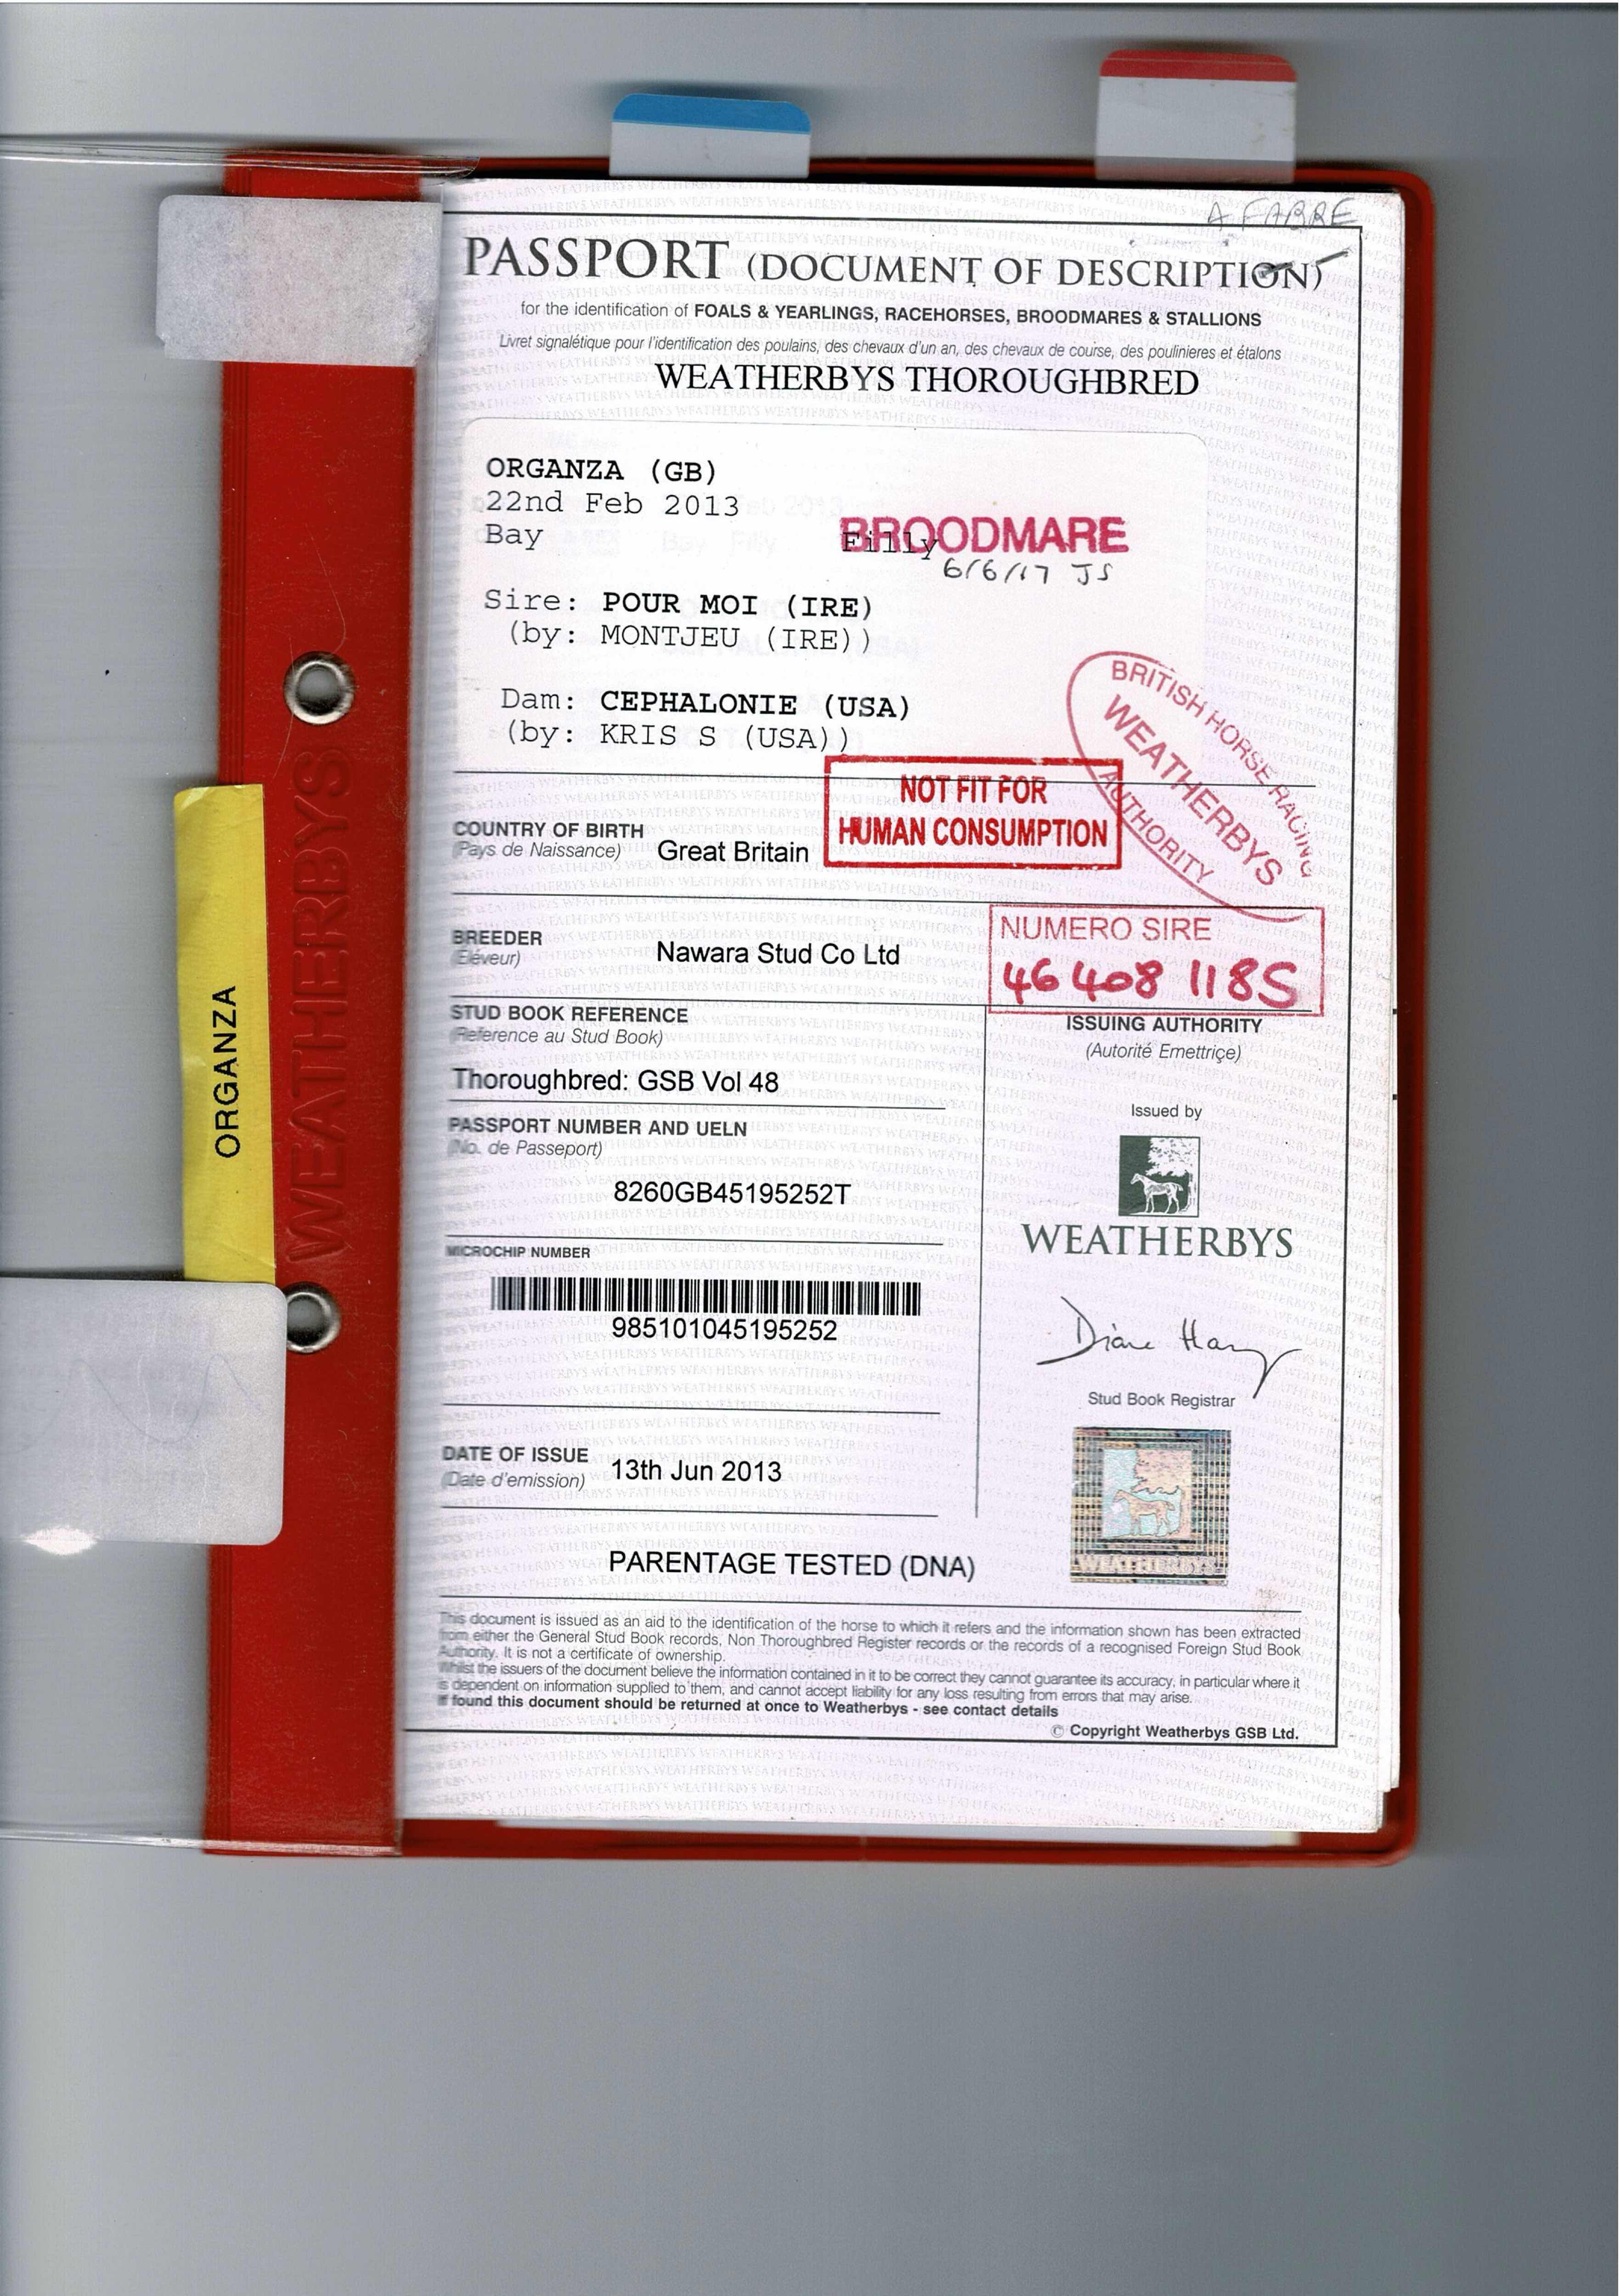 A FABRE
PASSPORT (DOCUMENT OF DESCRIPTION)
for the identification of FOALS & YEARLINGS, RACEHORSES, BROODMARES & STALLIONS
Livret signalétique pour l'identification des poulains, des chevaux d'un an, des chevaux de course, des poulinieres et étalons
WEATHERBYS THOROUGHBRED
ORGANZA (GB)
22nd Feb 2013
Bay Filly BROODMARE
6/6/17 JS
Sire: POUR MOI (IRE)
(by: MONTJEU (IRE))
Dam: CEPHALONIE (USA)
(by: KRIS S (USA))
BRITISH HORSE RACING
WEATHERBYS
AUTHORITY
NOT FIT FOR
HUMAN CONSUMPTION
COUNTRY OF BIRTH
(Pays de Naissance) Great Britain
BREEDER
(Eléveur) Nawara Stud Co Ltd
NUMERO SIRE
46 408 118S
STUD BOOK REFERENCE
(Reference au Stud Book)
Thoroughbred: GSB Vol 48
PASSPORT NUMBER AND UELN
(No. de Passeport)
8260GB45195252T
MICROCHIP NUMBER
985101045195252
DATE OF ISSUE
(Date d'emission) 13th Jun 2013
PARENTAGE TESTED (DNA)
ISSUING AUTHORITY
(Autorité Emettriçe)
Issued by
WEATHERBYS
Stud Book Registrar
WEATHERBYS
This document is issued as an aid to the identification of the horse to which it refers and the information shown has been extracted
from either the General Stud Book records, Non Thoroughbred Register records or the records of a recognised Foreign Stud Book
Authority. It is not a certificate of ownership.
Whilst the issuers of the document believe the information contained in it to be correct they cannot guarantee its accuracy, in particular where it
is dependent on information supplied to them, and cannot accept liability for any loss resulting from errors that may arise.
If found this document should be returned at once to Weatherbys - see contact details
© Copyright Weatherbys GSB Ltd.
ORGANZA
WEATHERBYS